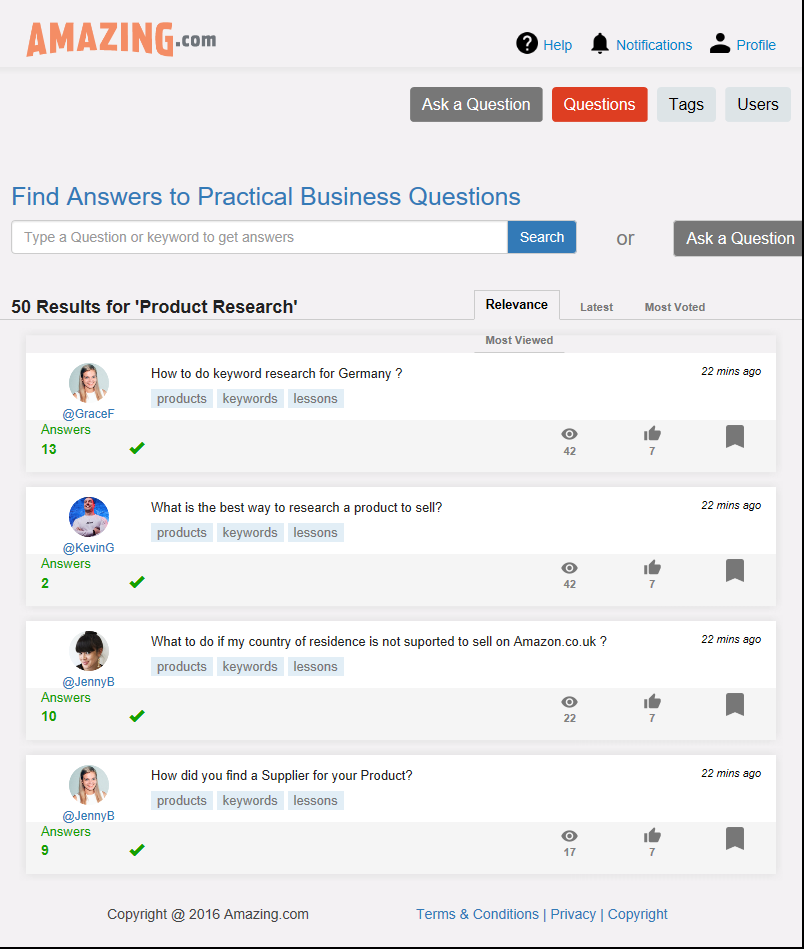 AMAZING.com
Help Notifications Profile
Ask a Question Questions Tags Users
Find Answers to Practical Business Questions
Type a Question or keyword to get answers Search or Ask a Question
50 Results for 'Product Research' Relevance Latest Most Voted
Most Viewed
How to do keyword research for Germany ? 22 mins ago
products keywords lessons
@GraceF
Answers
13 42 7
What is the best way to research a product to sell? 22 mins ago
products keywords lessons
@KevinG
Answers
2 42 7
What to do if my country of residence is not suported to sell on Amazon.co.uk ? 22 mins ago
products keywords lessons
@JennyB
Answers
10 22 7
How did you find a Supplier for your Product? 22 mins ago
products keywords lessons
@JennyB
Answers
9 17 7
Copyright @ 2016 Amazing.com Terms & Conditions | Privacy | Copyright